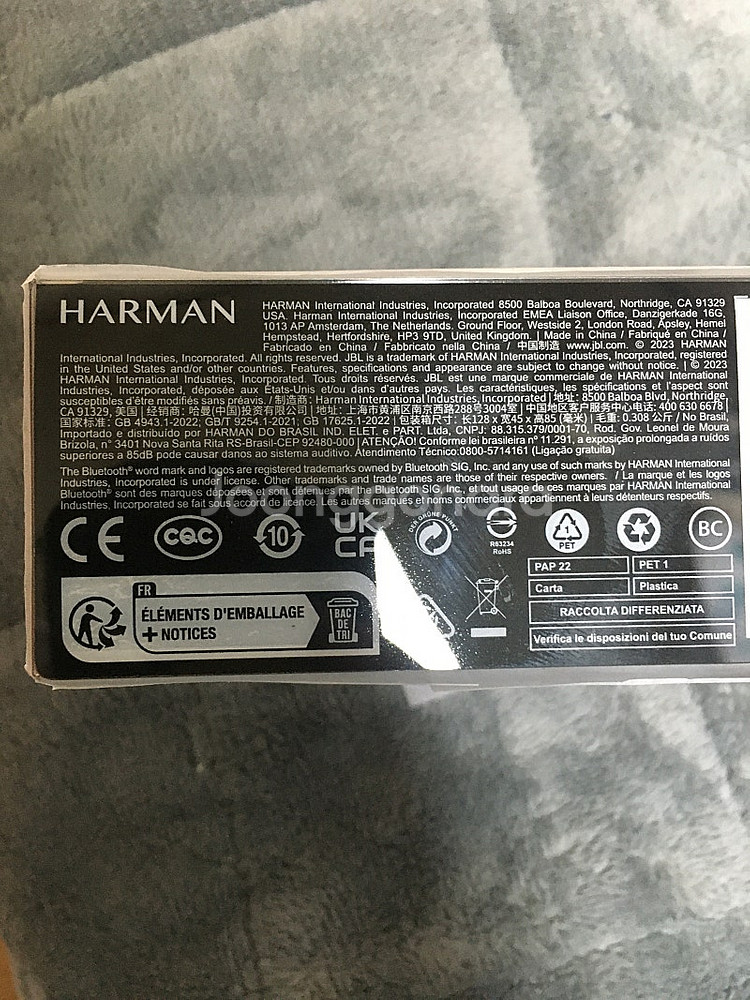 HARMAN
HARMAN International Industries, Incorporated 8500 Balboa Boulevard, Northridge, CA 91329
USA. Harman International Industries, Incorporated EMEA Liaison Office, Danzigerkade 16G,
1013 AP Amsterdam, The Netherlands. Ground Floor, Westside 2, London Road, Apsley, Hemel
Hempstead, Hertfordshire, HP3 9TD, United Kingdom. | Made in China / Fabriqué en China /
Fabricado en China / Fabbricato nella China / 中国制造 www.jbl.com. © 2023 HARMAN
International Industries, Incorporated. All rights reserved. JBL is a trademark of HARMAN International Industries, Incorporated, registered
in the United States and/or other countries. Features, specifications and appearance are subject to change without notice. | © 2023
HARMAN International Industries, Incorporated. Tous droits réservés. JBL est une marque commerciale de HARMAN International
Industries, Incorporated, déposée aux États-Unis et/ou dans d'autres pays. Les caractéristiques, les spécifications et l'aspect sont
susceptibles d'être modifiés sans préavis. / 制造商: Harman International Industries, Incorporated | 地址: 8500 Balboa Blvd, Northridge,
CA 91329, 美国 | 经销商: 哈曼(中国)投资有限公司 | 地址: 上海市黄浦区南京西路288号3004室 | 中国地区客户服务中心电话: 400 630 6678 |
国家标准: GB 4943.1-2022; GB/T 9254.1-2021; GB 17625.1-2022 | 包装箱尺寸: 长128 x 宽45 x 高85 (毫米) | 毛重: 0.308 公斤 / No Brasil,
Importado e distribuído por HARMAN DO BRASIL IND. ELET. e PART. Ltda, CNPJ: 88.315.379/0001-70, Rod. Gov. Leonel de Moura
Brizola, n° 3401 Nova Santa Rita RS-Brasil-CEP 92480-000 | ATENÇÃO! Conforme lei brasileira n° 11.291, a exposição prolongada a ruídos
superiores a 85dB pode causar danos ao sistema auditivo. Atendimento Técnico:0800-5714161 (Ligação gratuita)
The Bluetooth® word mark and logos are registered trademarks owned by Bluetooth SIG, Inc. and any use of such marks by HARMAN International
Industries, Incorporated is under licence. Other trademarks and trade names are those of their respective owners. / La marque et les logos
Bluetooth® sont des marques déposées détenues par Bluetooth SIG, Inc., et tout usage de ces marques par HARMAN International
Industries, Incorporated se fait sous accord de licence. Les autres marques et noms commerciaux appartiennent à leurs détenteurs respectifs.
Joonggonara
CE
CQC
10
UK
CA
DER GRÜNE PUNKT
R63234
RoHS
1
PET
BC
PAP 22
PET 1
Carta
Plastica
RACCOLTA DIFFERENZIATA
Verifica le disposizioni del tuo Comune
FR
ÉLÉMENTS D'EMBALLAGE
+ NOTICES
BAC
DE
TRI